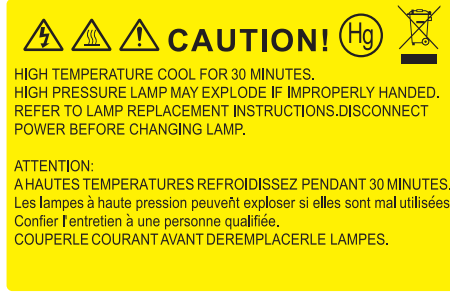 CAUTION! Hg
HIGH TEMPERATURE COOL FOR 30 MINUTES.
HIGH PRESSURE LAMP MAY EXPLODE IF IMPROPERLY HANDED.
REFER TO LAMP REPLACEMENT INSTRUCTIONS.DISCONNECT
POWER BEFORE CHANGING LAMP.
ATTENTION:
A HAUTES TEMPERATURES REFROIDISSEZ PENDANT 30 MINUTES.
Les lampes à haute pression peuvent exploser si elles sont mal utilisées
Confier l'entretien à une personne qualifiée.
COUPERLE COURANT AVANT DEREMPLACERLE LAMPES.